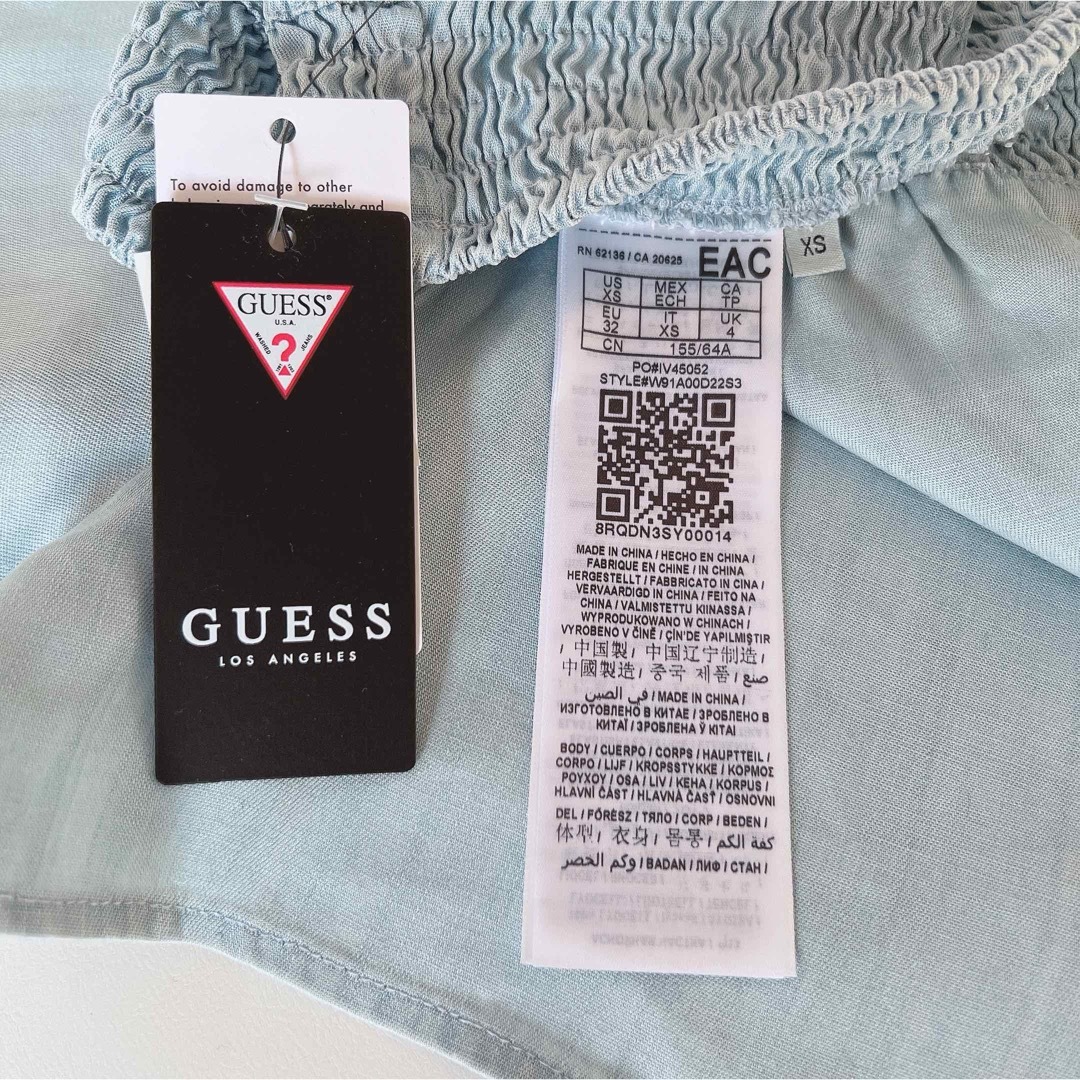 To avoid damage to other
GUESS®
U.S.A.
WASHED
JEANS
?
GUESS
LOS ANGELES
XS
RN 62136 / CA 20625
EAC
US XS
MEX ECH
CA TP
EU 32
IT XS
UK 4
CN 155/64A
PO#IV45052
STYLE#W91A00D22S3
8RQDN3SY00014
MADE IN CHINA / HECHO EN CHINA /
FABRIQUE EN CHINE / IN CHINA
HERGESTELLT / FABBRICATO IN CINA /
VERVAARDIGD IN CHINA / FEITO NA
CHINA / VALMISTETTU KIINASSA /
WYPRODUKOWANO W CHINACH /
VYROBENO V ČÍNĚ / ÇİN'DE YAPILMIŞTIR
/ 中国製 / 中国辽宁制造 /
中國製造 / 중국 제품 / صنع
في الصين / MADE IN CHINA /
ИЗГОТОВЛЕНО В КИТАЕ / ЗРОБЛЕНО В
КИТАЇ / ЗРОБЛЕНА Ў КІТАІ
BODY / CUERPO / CORPS / HAUPTTEIL /
CORPO / LIJF / KROPSSTYKKE / ΚΟΡΜΟΣ
ΡΟΥΧΟΥ / OSA / LIV / KEHA / KORPUS /
HLAVNÍ ČÁST / HLAVNÁ ČASŤ / OSNOVNI
DEL / FŐRÉSZ / ТЯЛО / CORP / BEDEN /
体型 / 衣身 / 몸통 / كفة الكم
وكم الخصر / BADAN / ЛИФ / СТАН /